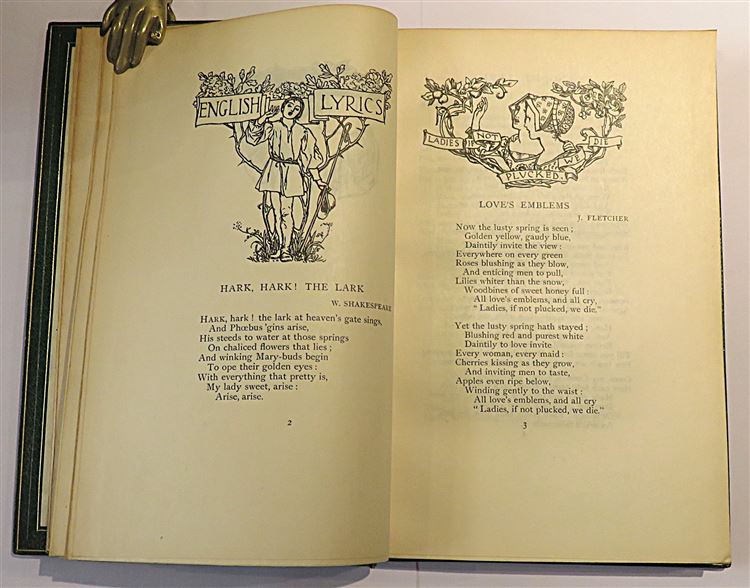 ENGLISH LYRICS
HARK, HARK! THE LARK
W. SHAKESPEARE
HARK, hark! the lark at heaven's gate sings,
And Phœbus 'gins arise,
His steeds to water at those springs
On chaliced flowers that lies;
And winking Mary-buds begin
To ope their golden eyes:
With everything that pretty is,
My lady sweet, arise:
Arise, arise.
2
LADIES IF NOT PLUCKED. WE DIE
LOVE'S EMBLEMS
J. FLETCHER
NOW the lusty spring is seen;
Golden yellow, gaudy blue,
Daintily invite the view:
Everywhere on every green
Roses blushing as they blow,
And enticing men to pull,
Lilies whiter than the snow,
Woodbines of sweet honey full:
All love's emblems, and all cry,
"Ladies, if not plucked, we die."
Yet the lusty spring hath stayed;
Blushing red and purest white
Daintily to love invite
Every woman, every maid:
Cherries kissing as they grow,
And inviting men to taste,
Apples even ripe below,
Winding gently to the waist:
All love's emblems, and all cry
"Ladies, if not plucked, we die."
3